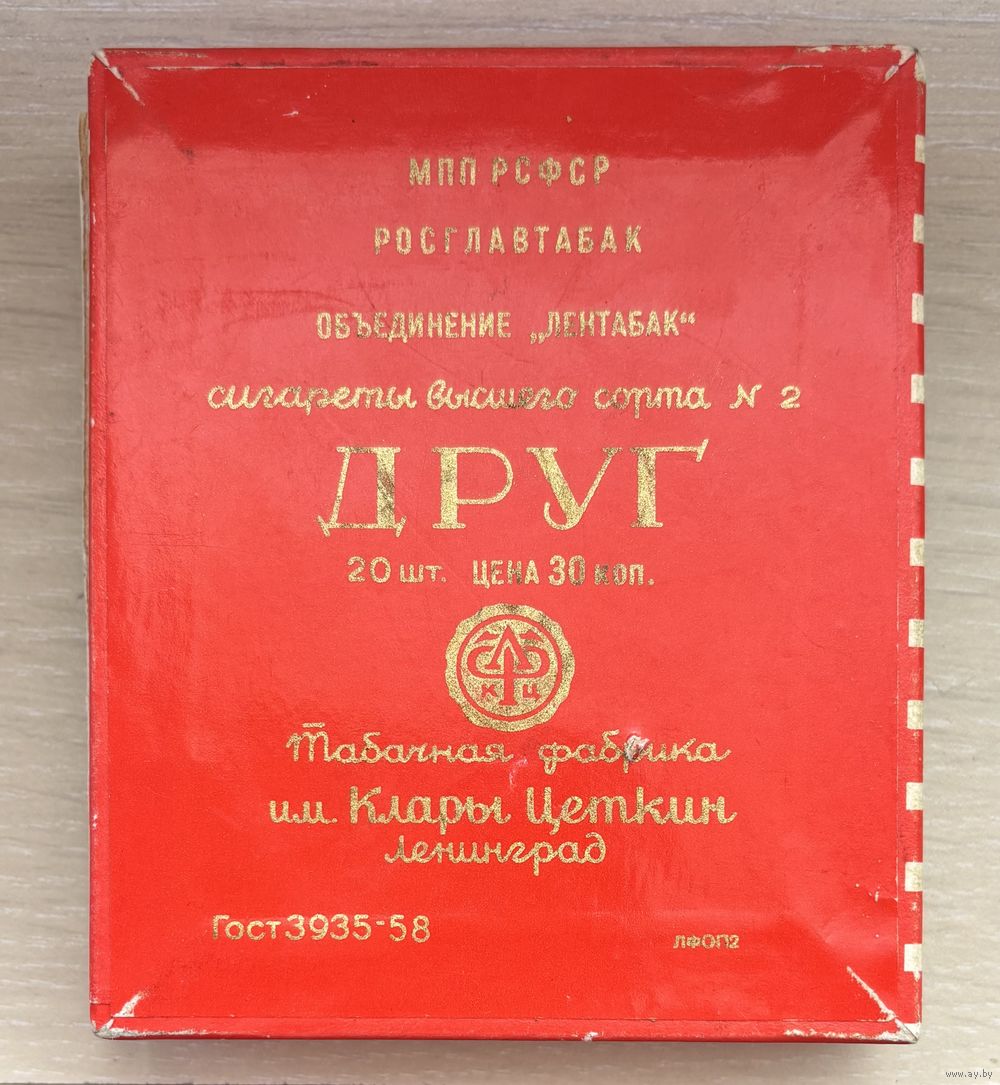 МПП РСФСР
РОСГЛАВТАБАК
ОБЪЕДИНЕНИЕ „ЛЕНТАБАК“
сигареты высшего сорта N 2
ДРУГ
20 шт. ЦЕНА 30 коп.
К Ц
Табачная фабрика
им. Клары Цеткин
Ленинград
Гост 3935-58
ЛФОП2
www.ay.by